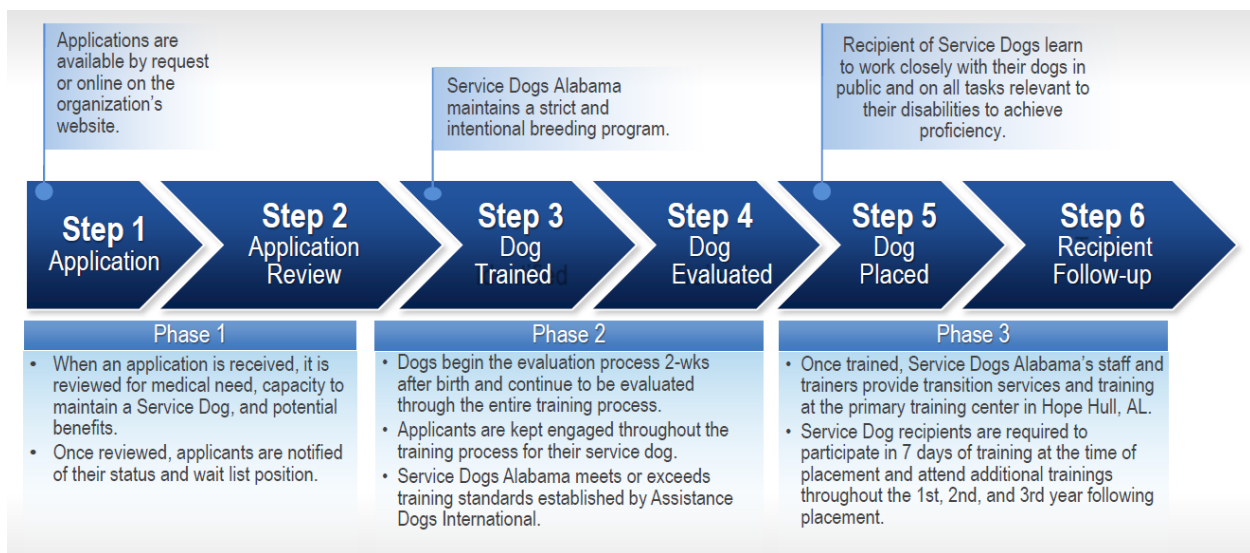 Applications are
available by request
or online on the
organization's
website.
Service Dogs Alabama
maintains a strict and
intentional breeding program.
Recipient of Service Dogs learn
to work closely with their dogs in
public and on all tasks relevant to
their disabilities to achieve
proficiency.
Step 1
Application
Step 2
Application
Review
Step 3
Dog
Trained
Step 4
Dog
Evaluated
Step 5
Dog
Placed
Step 6
Recipient
Follow-up
Phase 1
• When an application is received, it is
reviewed for medical need, capacity to
maintain a Service Dog, and potential
benefits.
• Once reviewed, applicants are notified
of their status and wait list position.
Phase 2
• Dogs begin the evaluation process 2-wks
after birth and continue to be evaluated
through the entire training process.
• Applicants are kept engaged throughout the
training process for their service dog.
• Service Dogs Alabama meets or exceeds
training standards established by Assistance
Dogs International.
Phase 3
• Once trained, Service Dogs Alabama's staff and
trainers provide transition services and training
at the primary training center in Hope Hull, AL.
• Service Dog recipients are required to
participate in 7 days of training at the time of
placement and attend additional trainings
throughout the 1st, 2nd, and 3rd year following
placement.